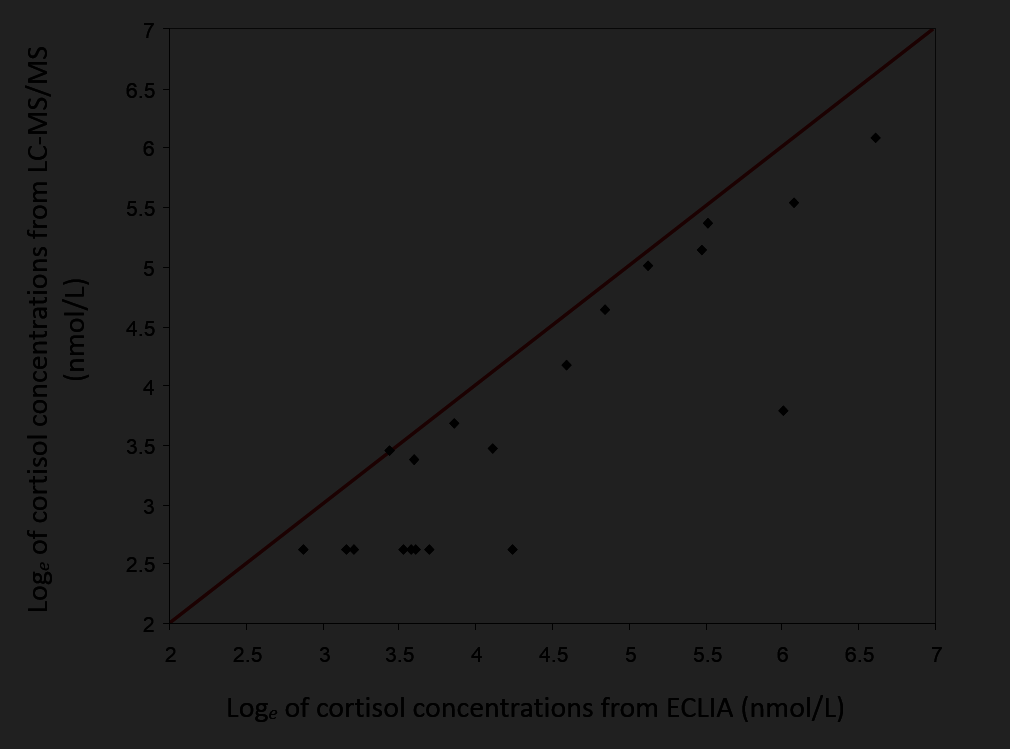 7
6.5
6
5.5
5
4.5
4
3.5
3
2.5
2
Logₑ of cortisol concentrations from LC-MS/MS
(nmol/L)
2 2.5 3 3.5 4 4.5 5 5.5 6 6.5 7
Logₑ of cortisol concentrations from ECLIA (nmol/L)